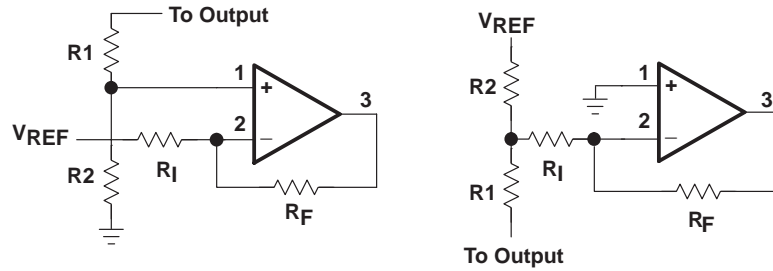 To Output
R1
1
+
3
VREF
2
−
RI
R2
RF
VREF
R2
1
+
3
2
−
RI
R1
RF
To Output